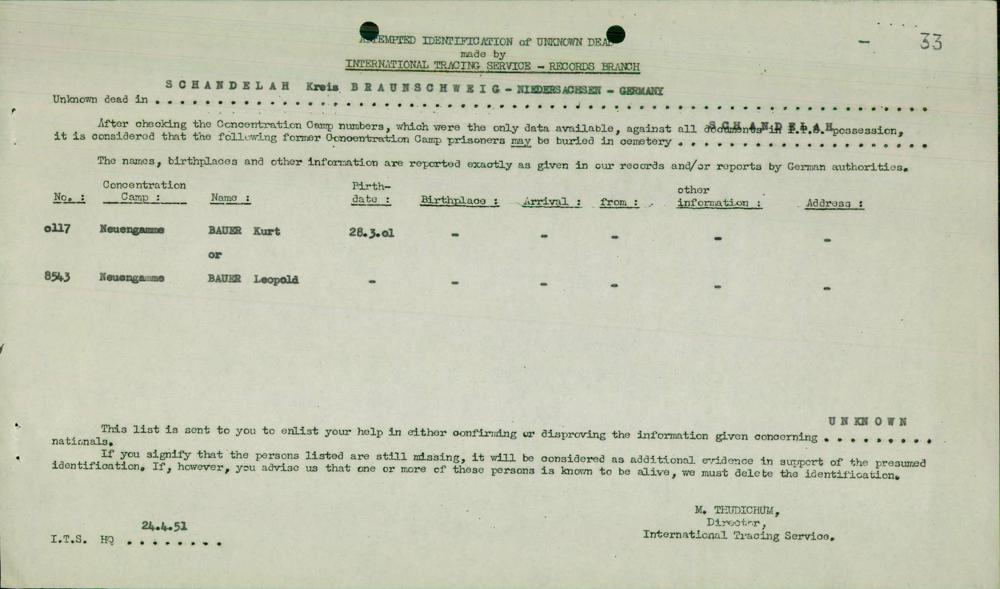 - 33
ATTEMPTED IDENTIFICATION of UNKNOWN DEAD
made by
INTERNATIONAL TRACING SERVICE - RECORDS BRANCH
SCHANDELAH Kreis BRAUNSCHWEIG - NIEDERSACHSEN - GERMANY
Unknown dead in . . . . . . . . . . . . . . . . . . . . . . . . . . . . . . . . . . . . . . . . . . . . . . . .
After checking the Concentration Camp numbers, which were the only data available, against all documents in I.T.S. possession,
SCHANDELAH
it is considered that the following former Concentration Camp prisoners may be buried in cemetery . . . . . . . . . . . . . . . .
The names, birthplaces and other information are reported exactly as given in our records and/or reports by German authorities.
No. : Concentration Camp : Name : Birth-date : Birthplace : Arrival : from : other information : Address :
0117 Neuengamme BAUER Kurt 28.3.01 - - - - -
or
8543 Neuengamme BAUER Leopold - - - - - -
UNKNOWN
This list is sent to you to enlist your help in either confirming or disproving the information given concerning . . . . . . . . .
nationals.
If you signify that the persons listed are still missing, it will be considered as additional evidence in support of the presumed
identification. If, however, you advise us that one or more of these persons is known to be alive, we must delete the identification.
M. THUDICHUM,
Director,
International Tracing Service.
24.4.51
I.T.S. HQ . . . . . . . .